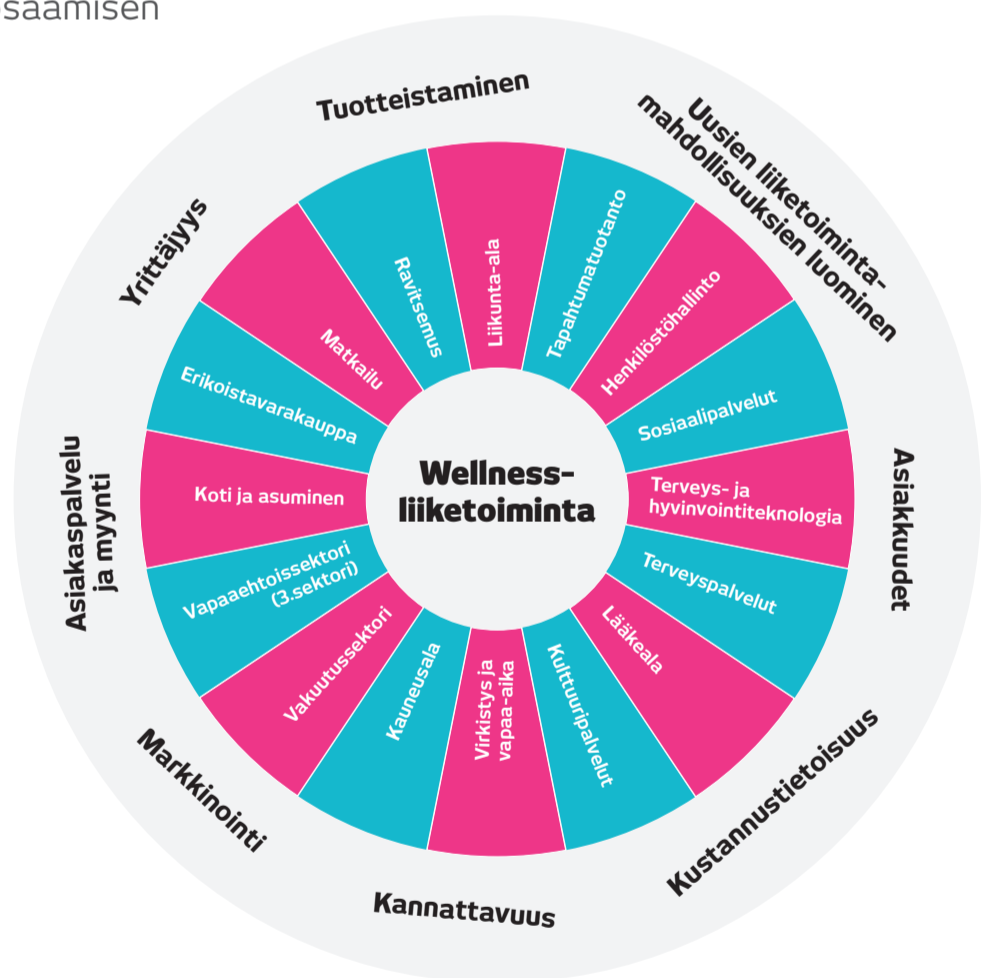 osaamisen
Tuotteistaminen
Uusien liiketoiminta-
mahdollisuuksien luominen
Asiakkuudet
Kustannustietoisuus
Kannattavuus
Markkinointi
Asiakaspalvelu
ja myynti
Yrittäjyys
Liikunta-ala
Tapahtumatuotanto
Henkilöstöhallinto
Sosiaalipalvelut
Terveys- ja
hyvinvointiteknologia
Terveyspalvelut
Lääkeala
Kulttuuripalvelut
Virkistys ja
vapaa-aika
Kauneusala
Vakuutussektori
Vapaaehtoissektori
(3.sektori)
Koti ja asuminen
Erikoistavarakauppa
Matkailu
Ravitsemus
Wellness-
liiketoiminta